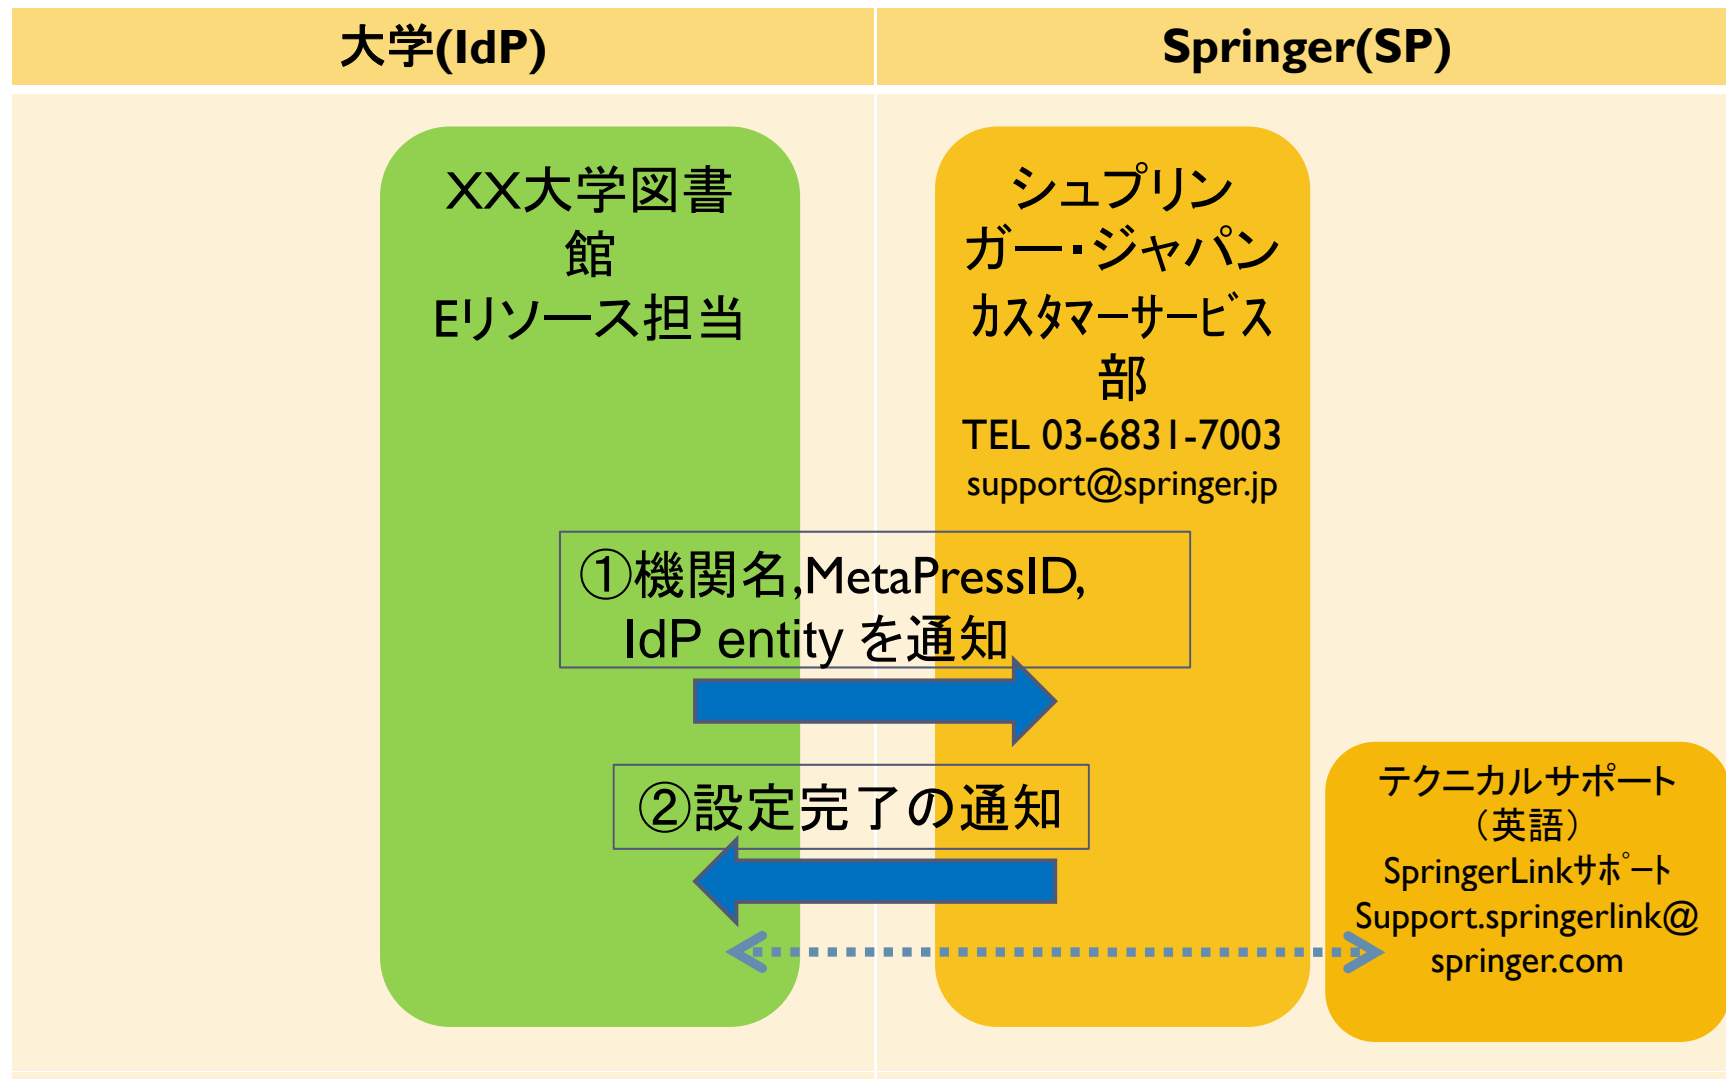 大学(IdP)
Springer(SP)
XX大学図書
館
Eリソース担当
シュプリン
ガー・ジャパン
ｶｽﾀﾏｰｻｰﾋﾞｽ
部
TEL 03-6831-7003
support@springer.jp
①機関名,MetaPressID,
IdP entity を通知
②設定完了の通知
テクニカルサポート
（英語）
SpringerLinkｻﾎﾟｰﾄ
Support.springerlink@
springer.com